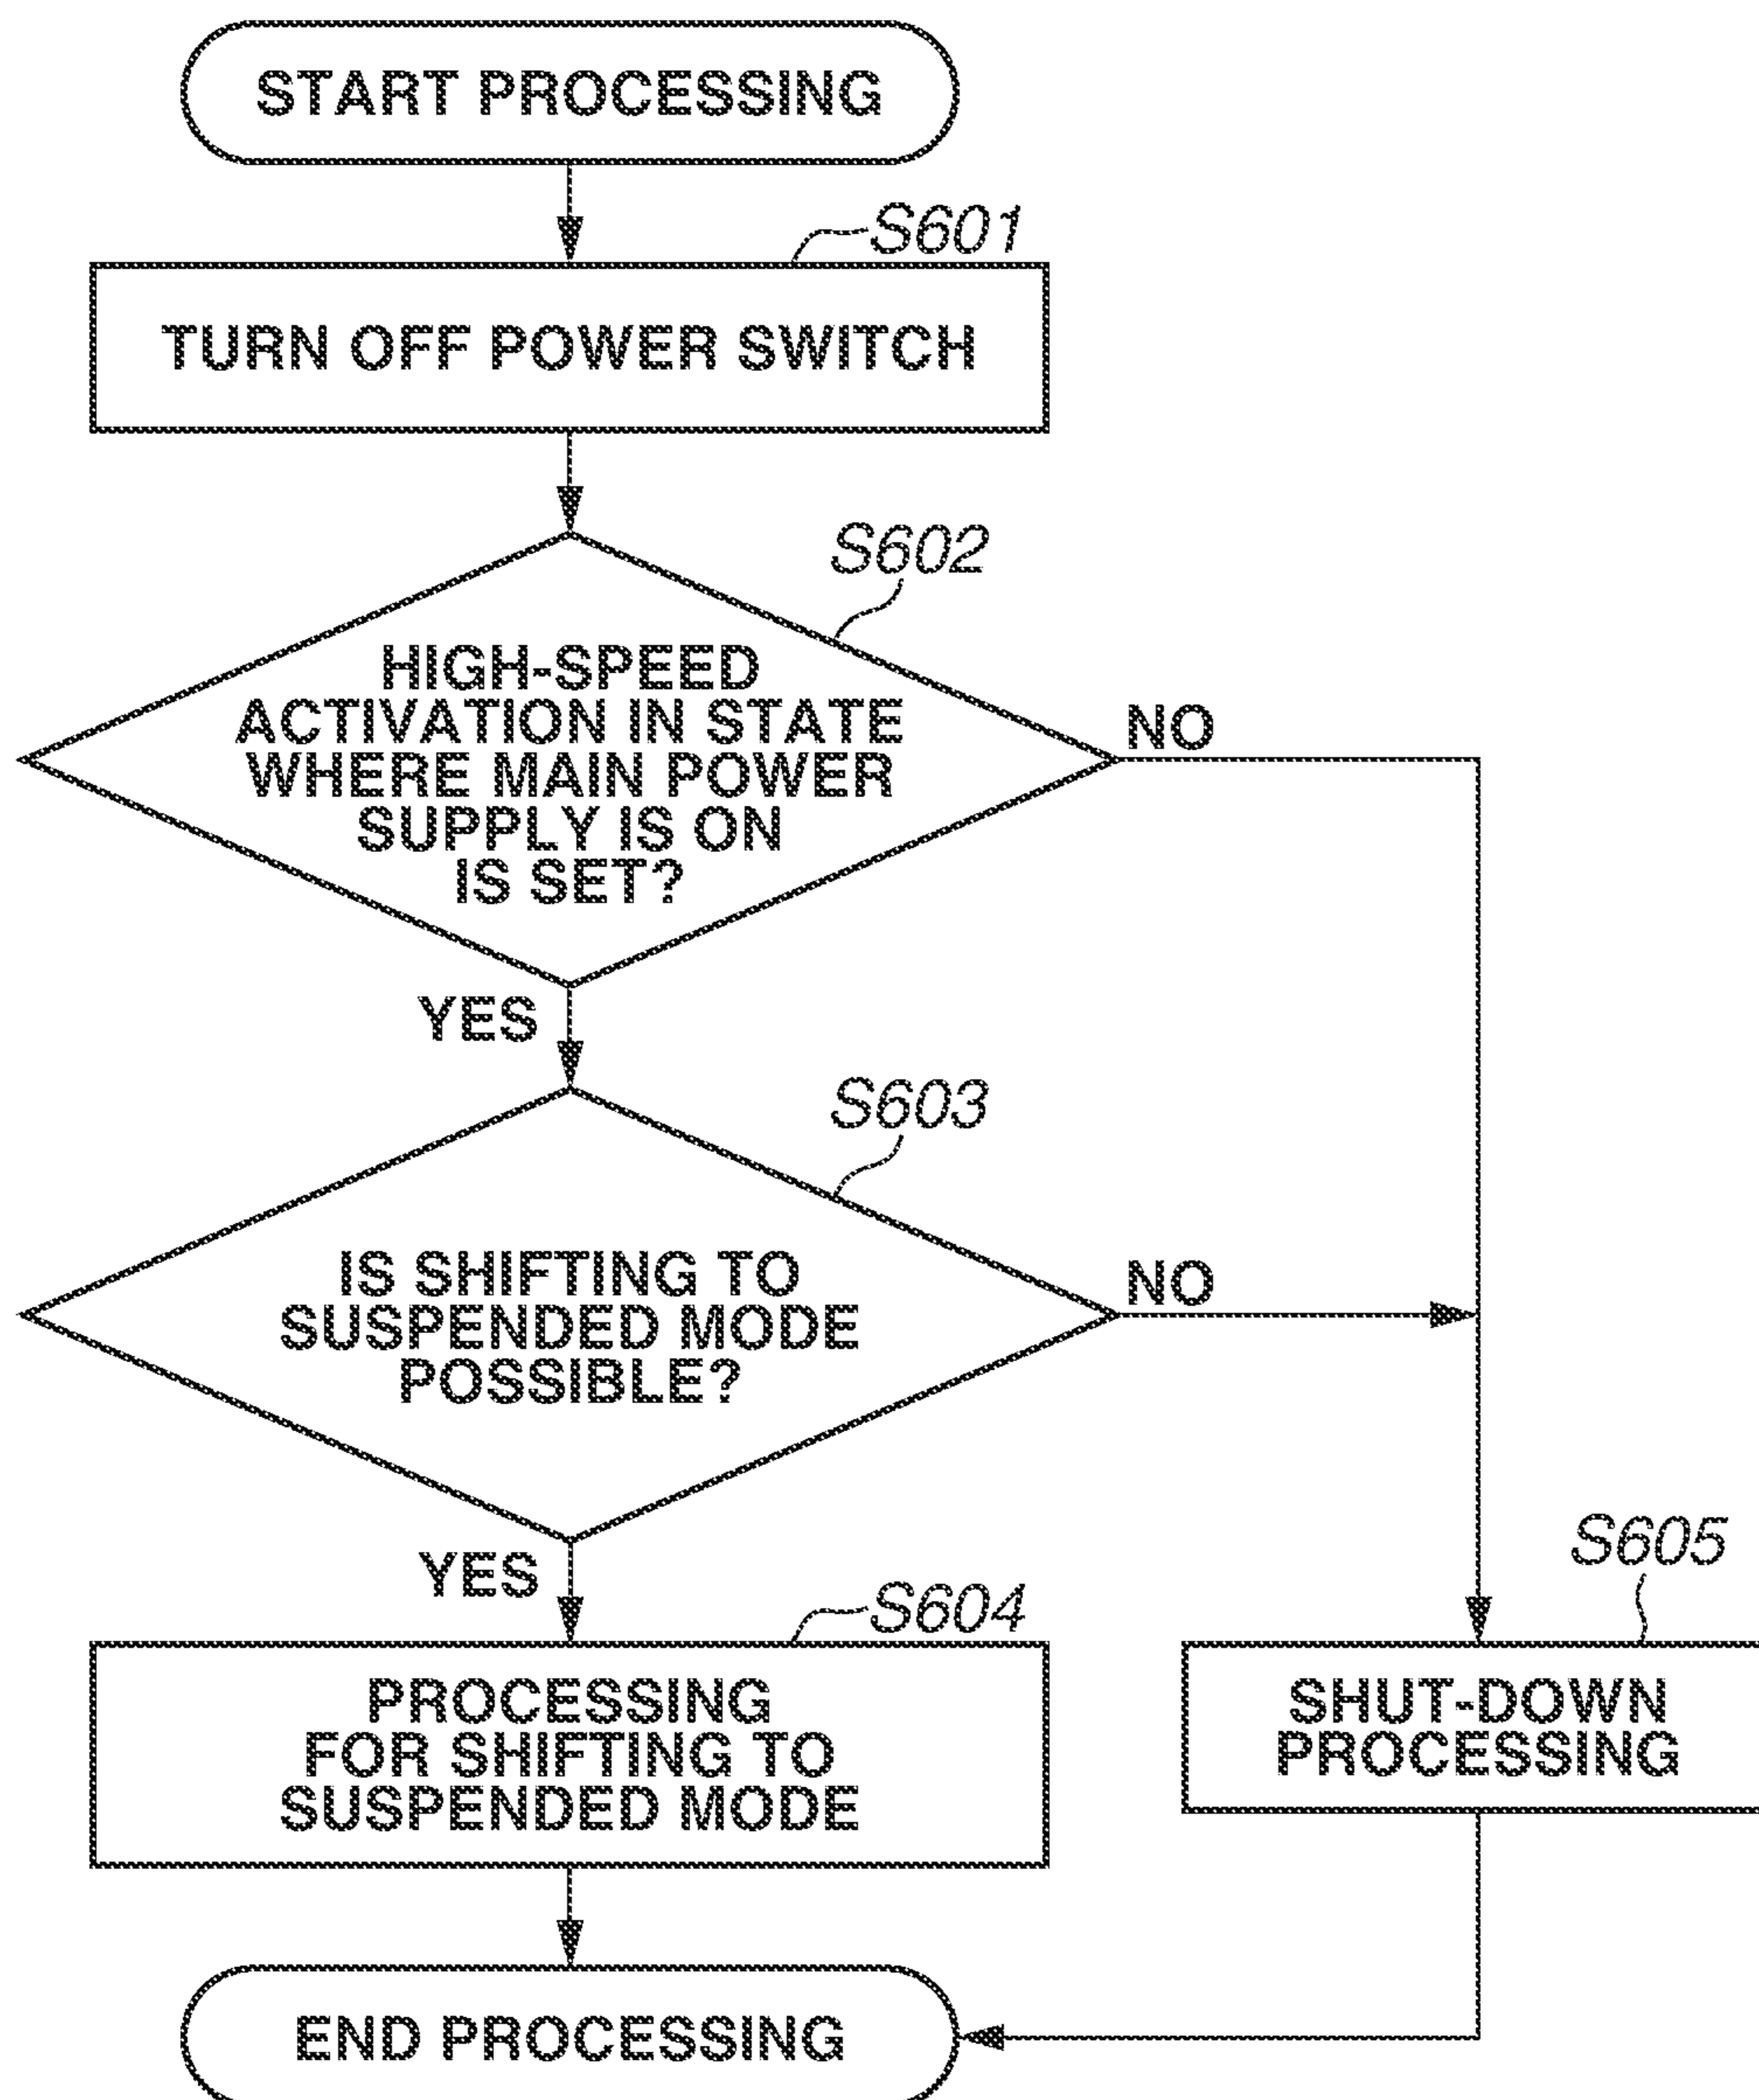 START PROCESSING
S601
TURN OFF POWER SWITCH
S602
HIGH-SPEED
ACTIVATION IN STATE
WHERE MAIN POWER
SUPPLY IS ON
IS SET?
NO
YES
S603
IS SHIFTING TO
SUSPENDED MODE
POSSIBLE?
NO
YES
S604
PROCESSING
FOR SHIFTING TO
SUSPENDED MODE
S605
SHUT-DOWN
PROCESSING
END PROCESSING